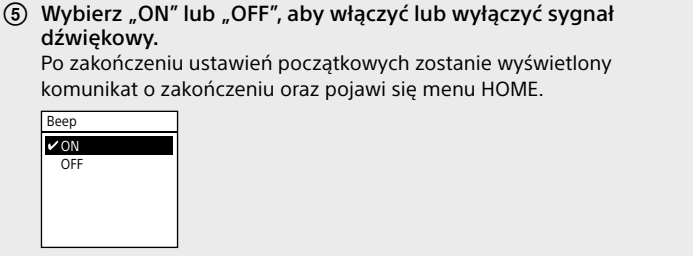 ⑤ Wybierz „ON” lub „OFF”, aby włączyć lub wyłączyć sygnał
dźwiękowy.
Po zakończeniu ustawień początkowych zostanie wyświetlony
komunikat o zakończeniu oraz pojawi się menu HOME.
Beep
✔ON
OFF